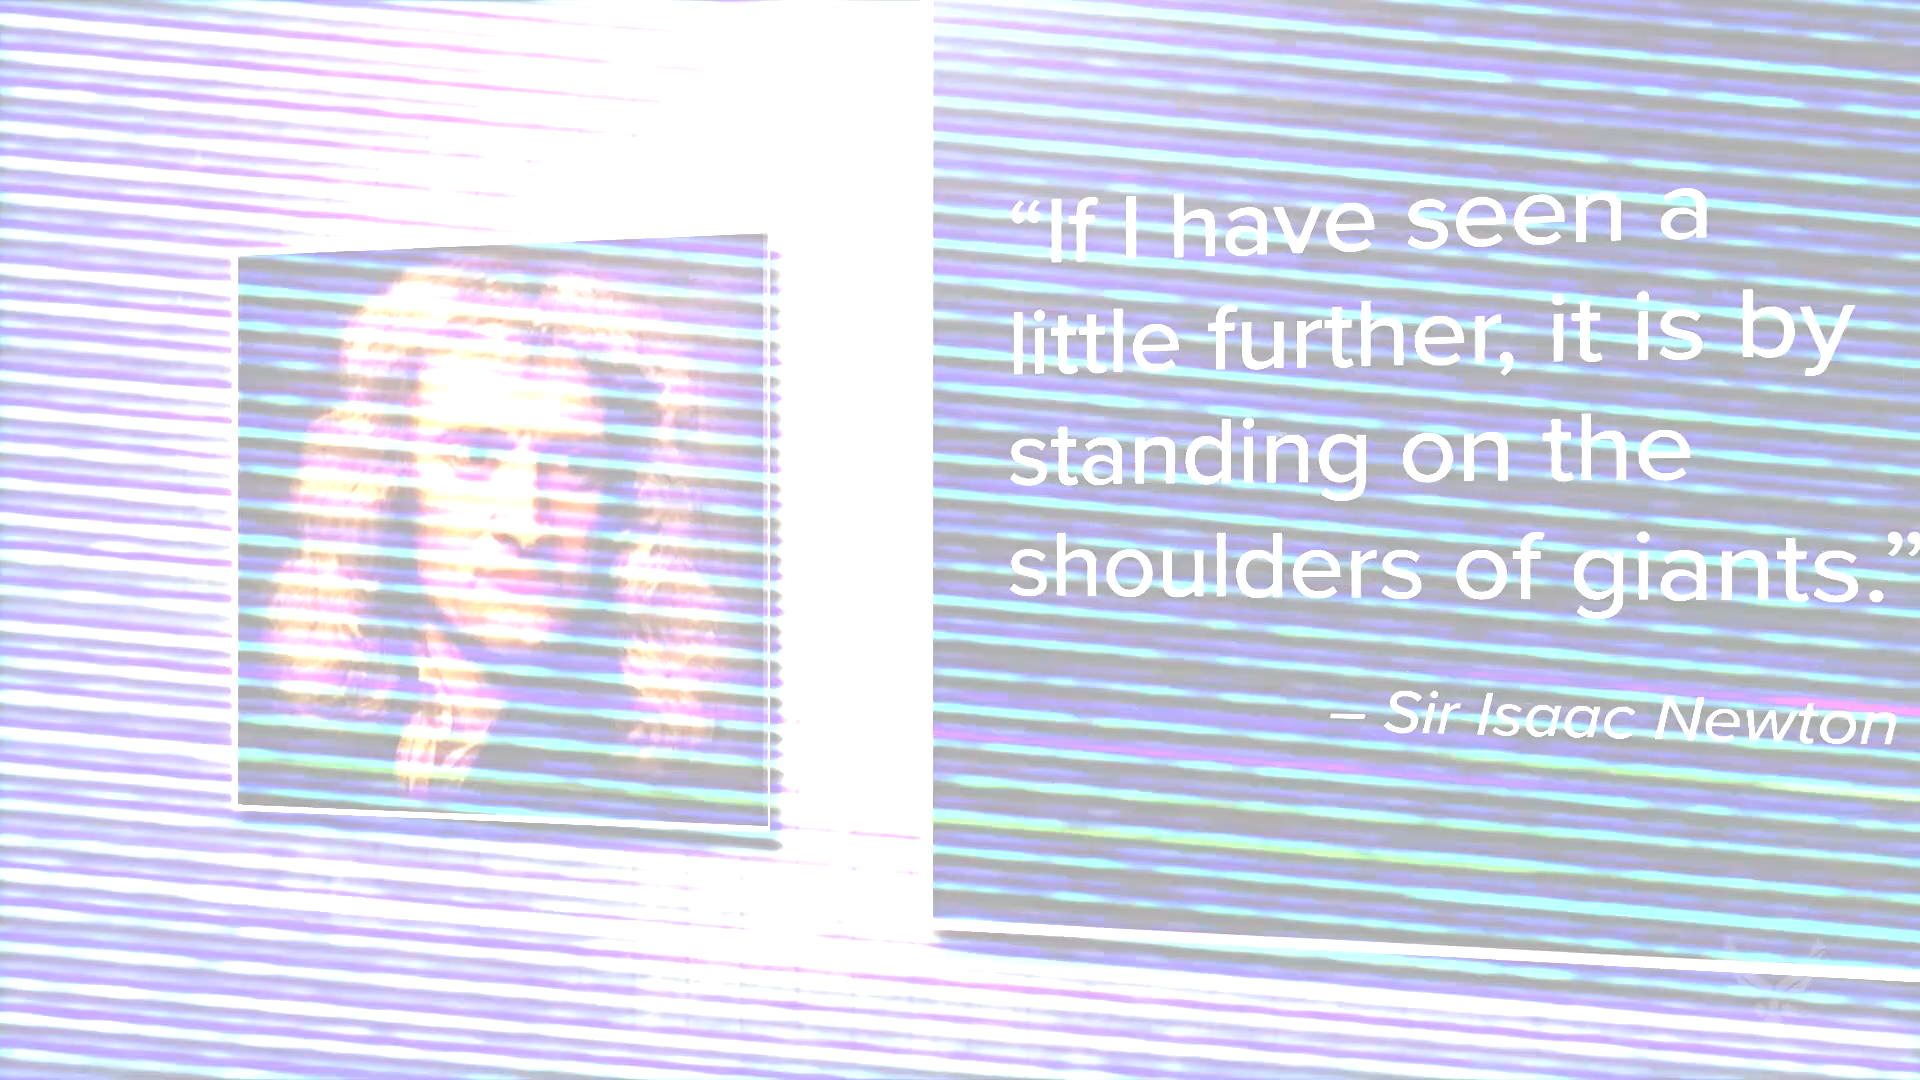 “If I have seen a
little further, it is by
standing on the
shoulders of giants.”
– Sir Isaac Newton